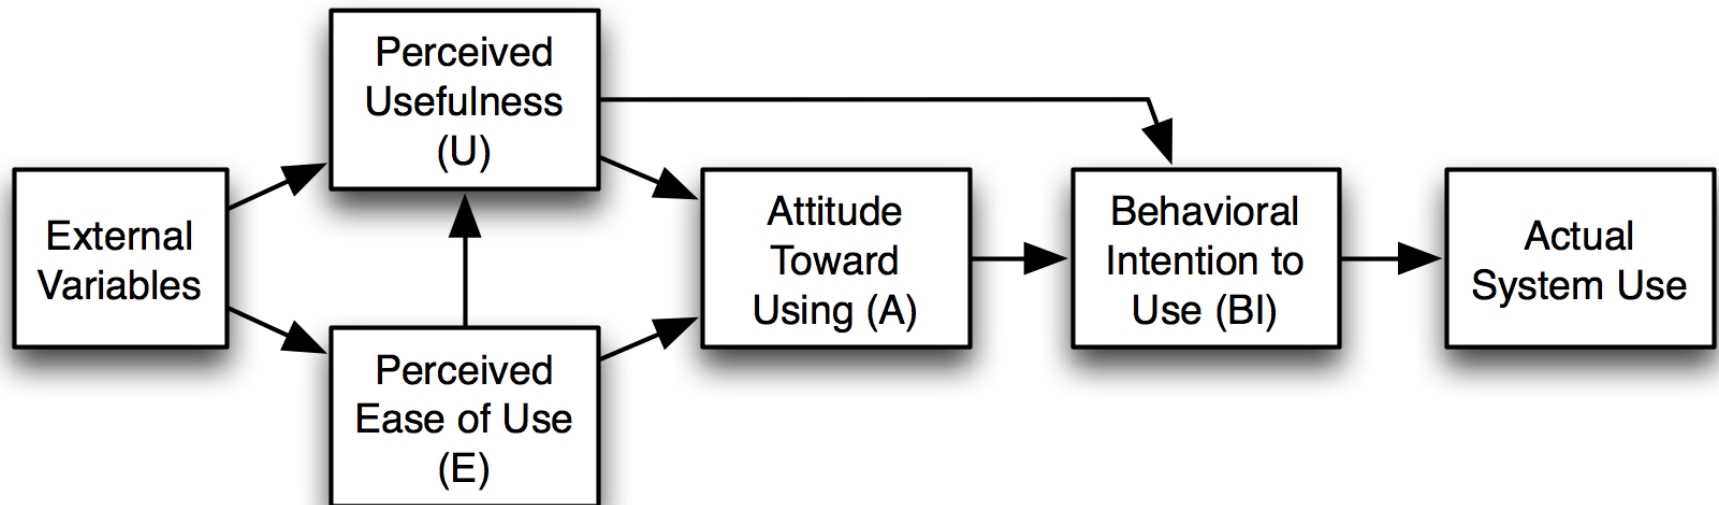 External
Variables
Perceived
Usefulness
(U)
Perceived
Ease of Use
(E)
Attitude
Toward
Using (A)
Behavioral
Intention to
Use (BI)
Actual
System Use